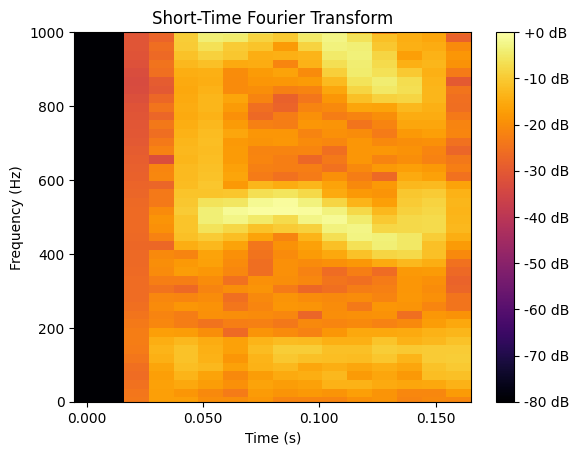 Short-Time Fourier Transform
1000
800
600
400
200
0
Frequency (Hz)
0.000
0.050
0.100
0.150
Time (s)
+0 dB
-10 dB
-20 dB
-30 dB
-40 dB
-50 dB
-60 dB
-70 dB
-80 dB